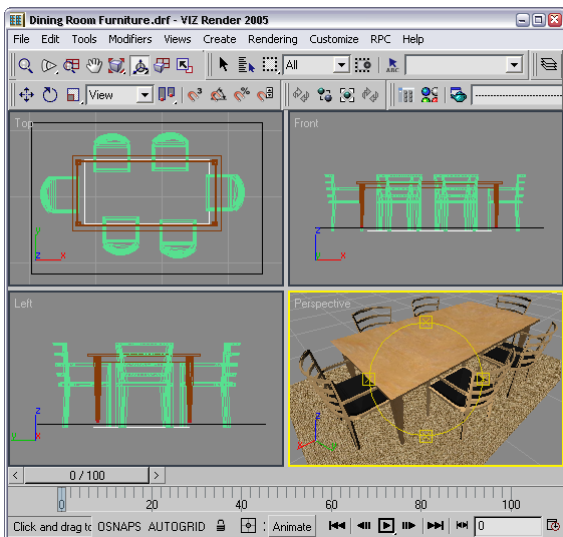 Dining Room Furniture.drf - VIZ Render 2005
File Edit Tools Modifiers Views Create Rendering Customize RPC Help
All
View
Top
Front
y
z x
z
x
Left
Perspective
z
y x
z
x y
0 / 100
0 20 40 60 80 100
Click and drag to OSNAPS AUTOGRID Animate 0